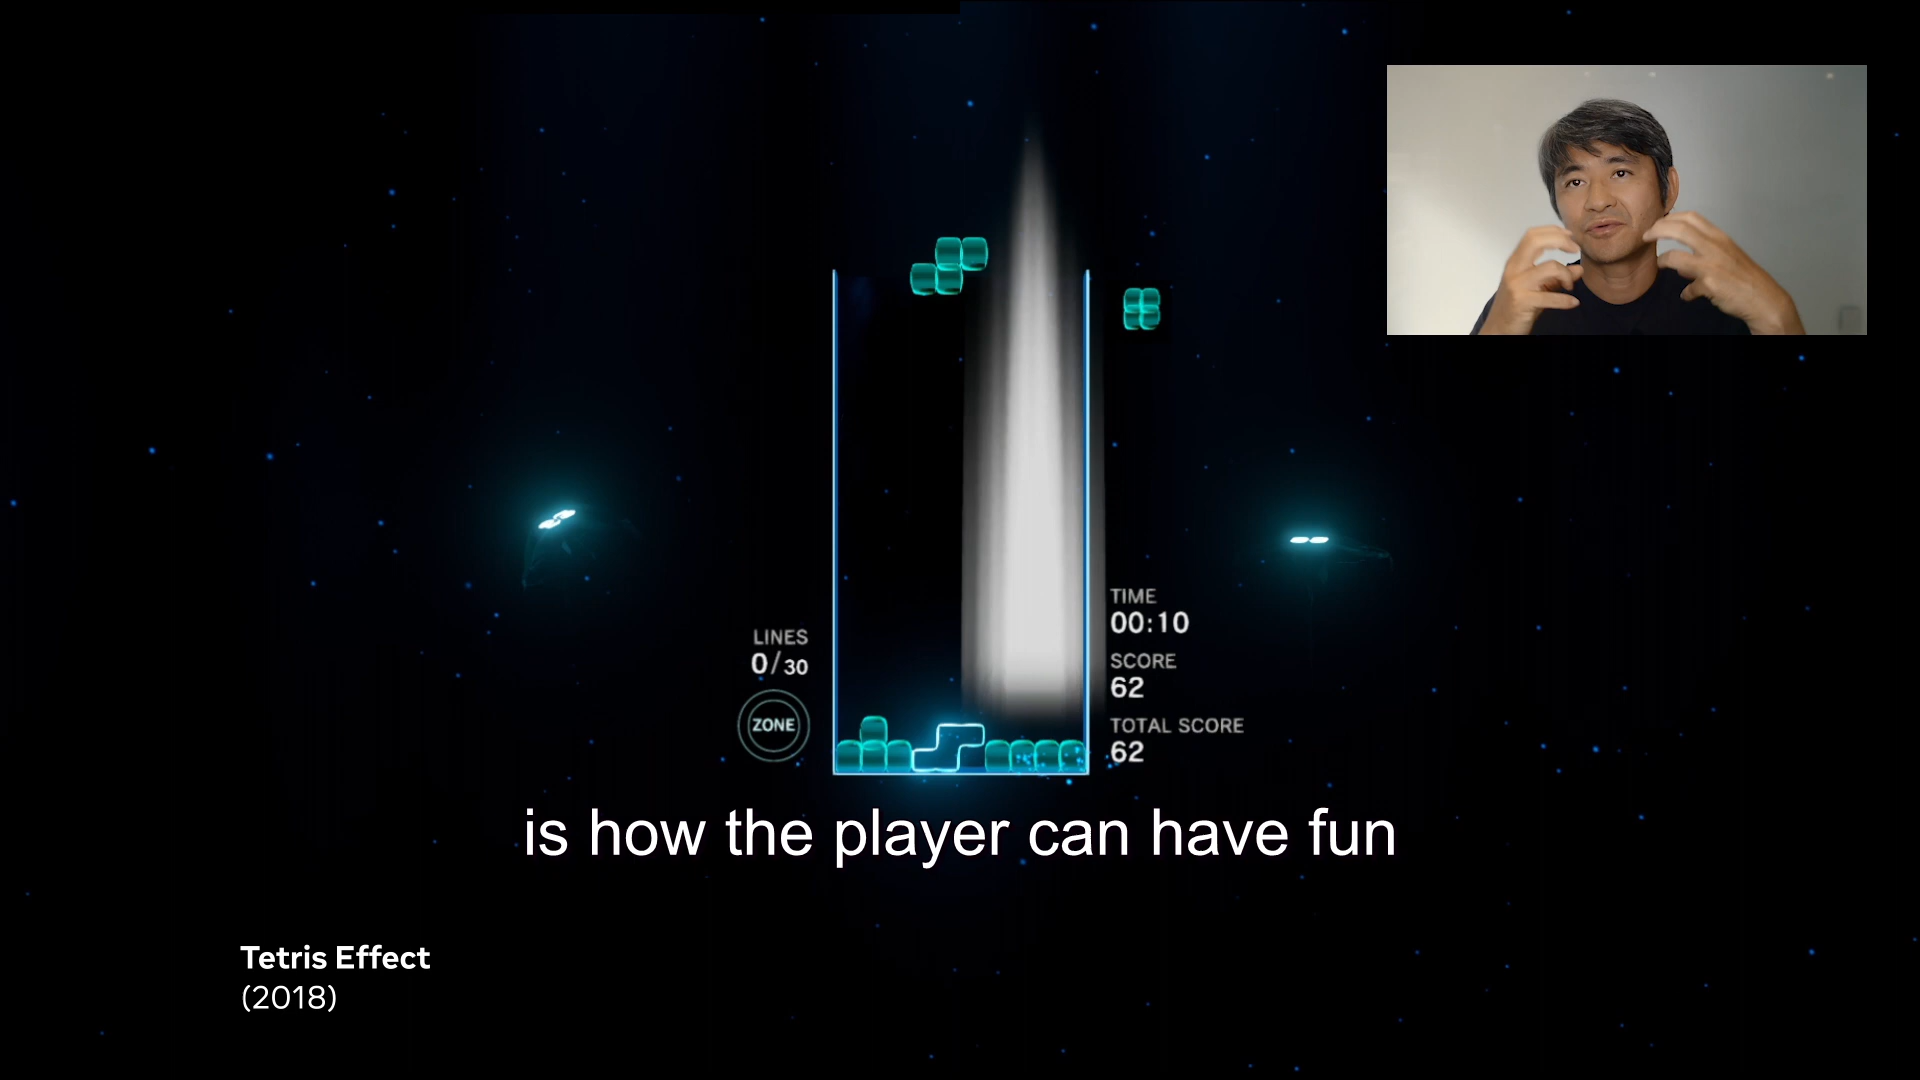 LINES
0/30
ZONE
TIME
00:10
SCORE
62
TOTAL SCORE
62
is how the player can have fun
Tetris Effect
(2018)